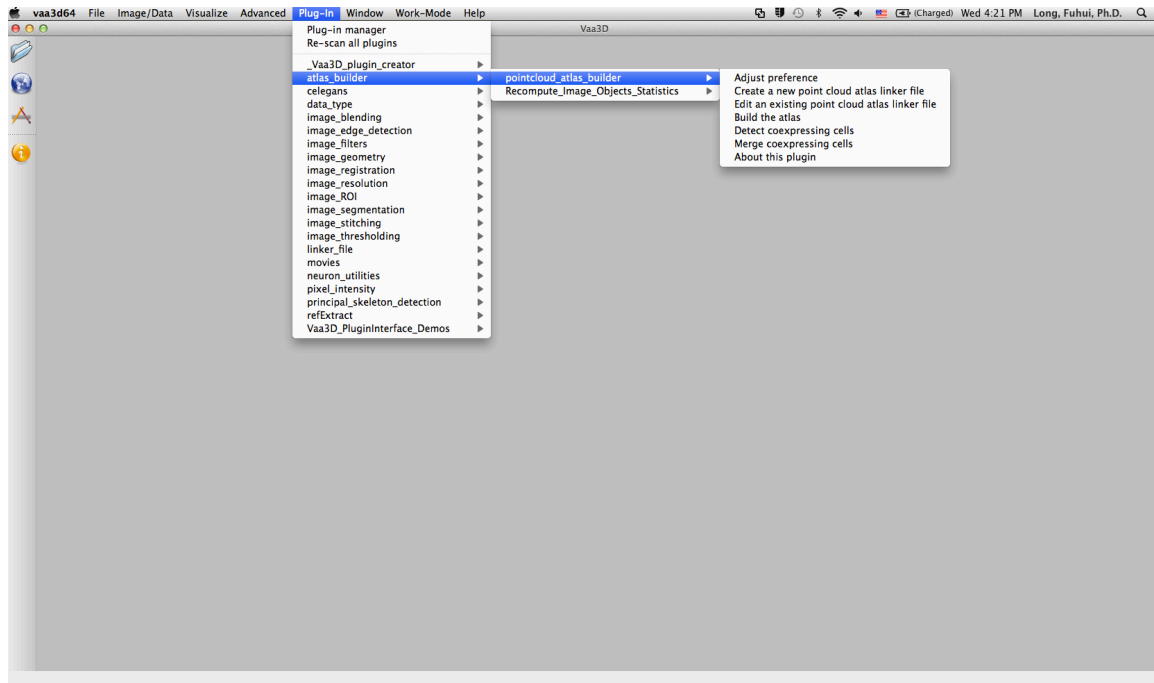 vaa3d64 File Image/Data Visualize Advanced Plug-In Window Work-Mode Help (Charged) Wed 4:21 PM Long, Fuhui, Ph.D.
Vaa3D
Plug-in manager
Re-scan all plugins
_Vaa3D_plugin_creator
atlas_builder
celegans
data_type
image_blending
image_edge_detection
image_filters
image_geometry
image_registration
image_resolution
image_ROI
image_segmentation
image_stitching
image_thresholding
linker_file
movies
neuron_utilities
pixel_intensity
principal_skeleton_detection
refExtract
Vaa3D_PluginInterface_Demos
pointcloud_atlas_builder
Recompute_Image_Objects_Statistics
Adjust preference
Create a new point cloud atlas linker file
Edit an existing point cloud atlas linker file
Build the atlas
Detect coexpressing cells
Merge coexpressing cells
About this plugin